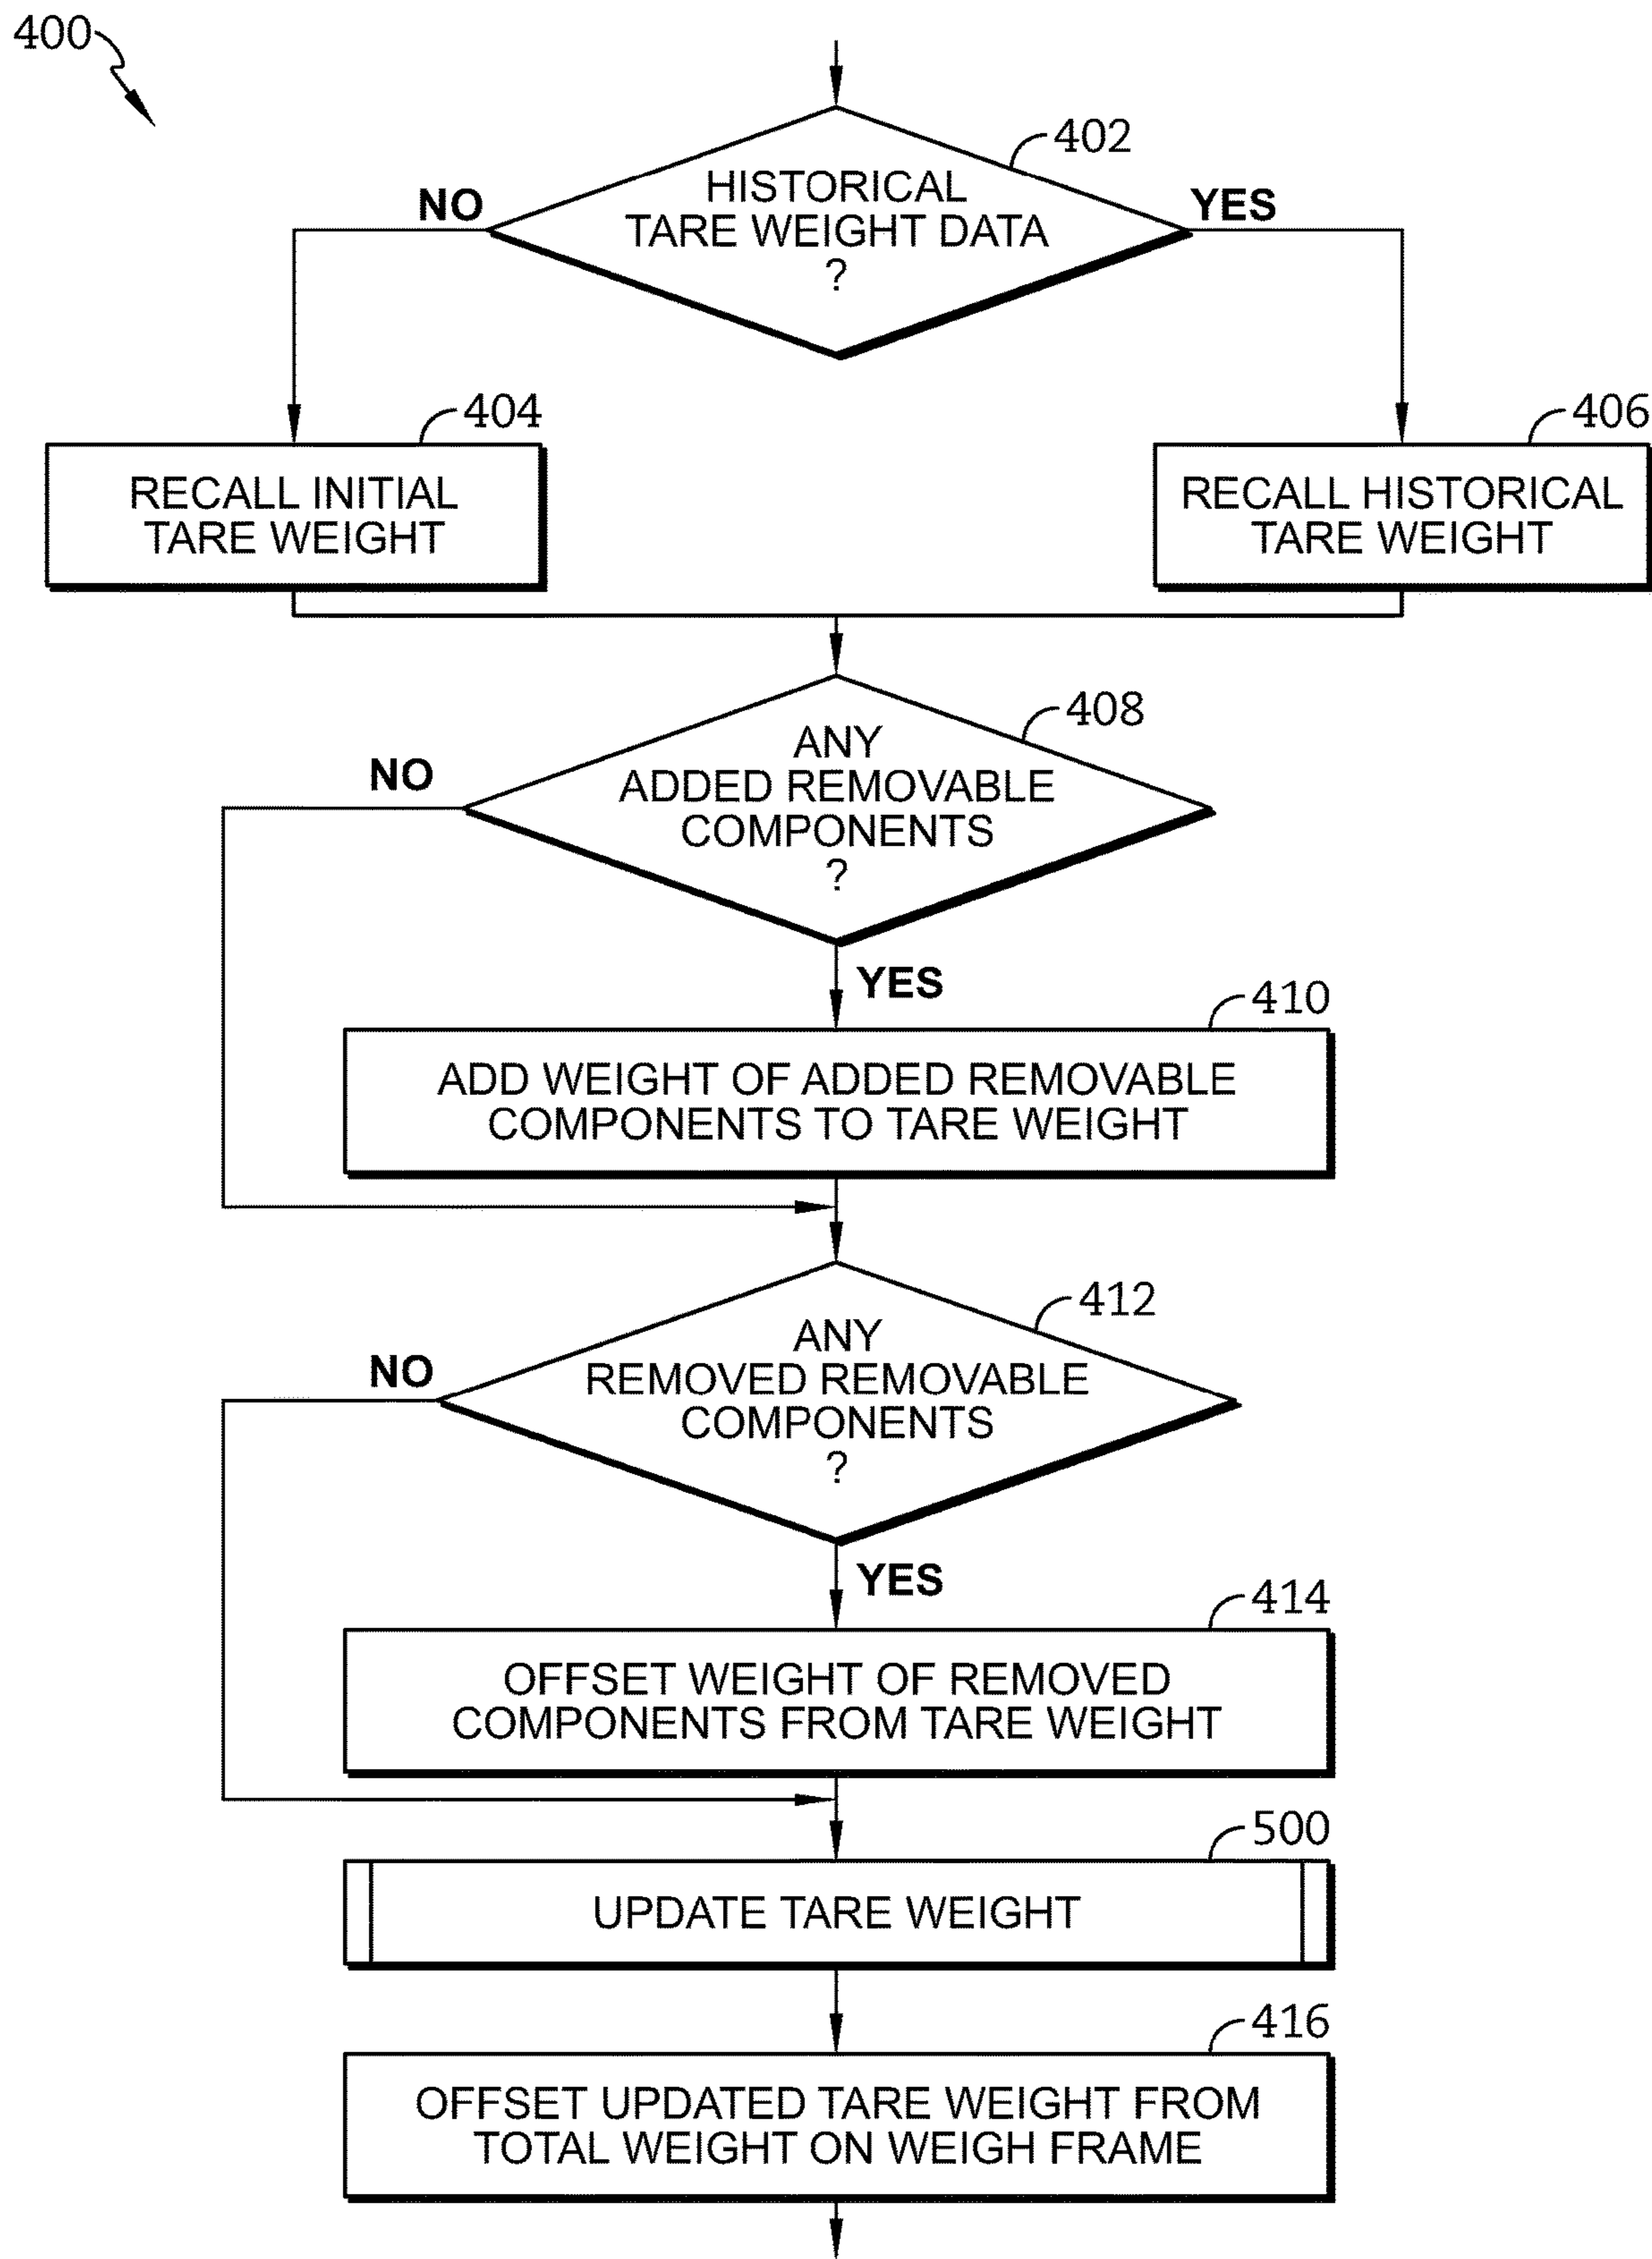 400
402
HISTORICAL
TARE WEIGHT DATA
?
NO
YES
404
RECALL INITIAL
TARE WEIGHT
406
RECALL HISTORICAL
TARE WEIGHT
408
ANY
ADDED REMOVABLE
COMPONENTS
?
NO
YES
410
ADD WEIGHT OF ADDED REMOVABLE
COMPONENTS TO TARE WEIGHT
412
ANY
REMOVED REMOVABLE
COMPONENTS
?
NO
YES
414
OFFSET WEIGHT OF REMOVED
COMPONENTS FROM TARE WEIGHT
500
UPDATE TARE WEIGHT
416
OFFSET UPDATED TARE WEIGHT FROM
TOTAL WEIGHT ON WEIGH FRAME